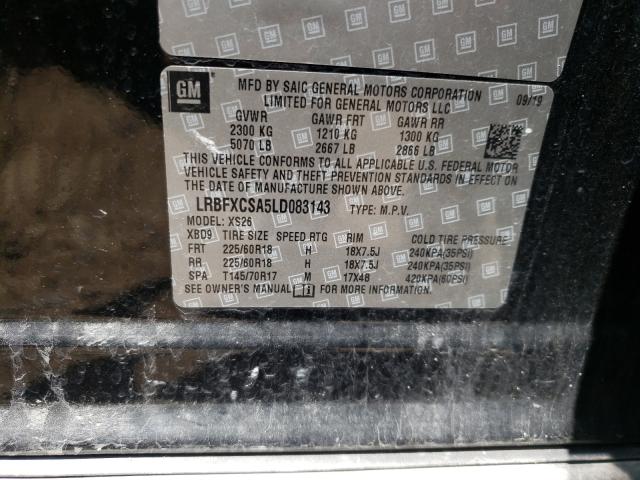 GM
MFD BY SAIC GENERAL MOTORS CORPORATION
LIMITED FOR GENERAL MOTORS LLC
09/19
GVWR GAWR FRT GAWR RR
2300 KG 1210 KG 1300 KG
5070 LB 2667 LB 2866 LB
THIS VEHICLE CONFORMS TO ALL APPLICABLE U.S. FEDERAL MOTOR
VEHICLE SAFETY AND THEFT PREVENTION STANDARDS IN EFFECT
ON THE DATE OF MANUFACTURE SHOWN ABOVE.
LRBFXCSA5LD083143 TYPE: M.P.V.
MODEL: XS26
XBD9 TIRE SIZE SPEED RTG RIM COLD TIRE PRESSURE
FRT 225/60R18 H 18X7.5J 240KPA(35PSI)
RR 225/60R18 H 18X7.5J 240KPA(35PSI)
SPA T145/70R17 M 17X4B 420KPA(60PSI)
SEE OWNER'S MANUAL FOR MORE INFORMATION.